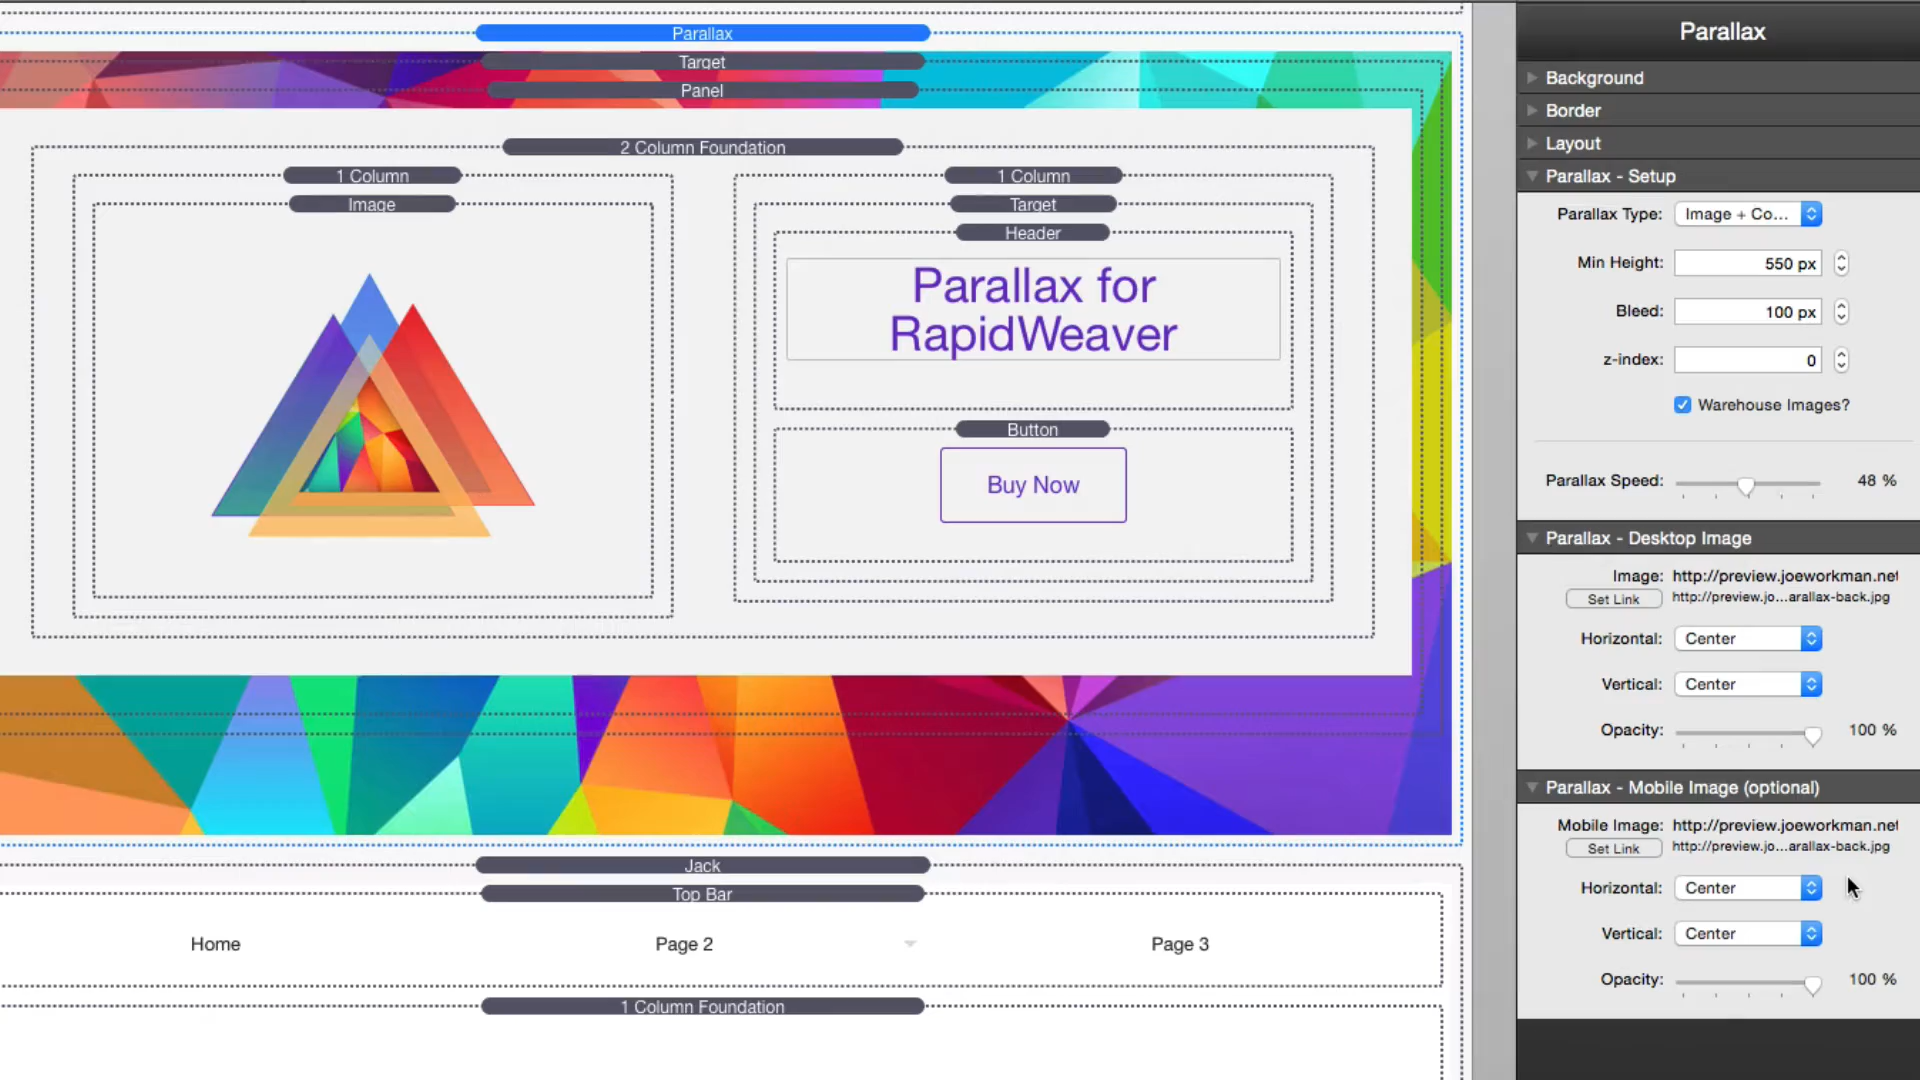 Parallax
Target
Panel
2 Column Foundation
1 Column
Image
1 Column
Target
Header
Parallax for
RapidWeaver
Button
Buy Now
Jack
Top Bar
Home
Page 2
Page 3
1 Column Foundation
Parallax
Background
Border
Layout
Parallax - Setup
Parallax Type: Image + Co...
Min Height: 550 px
Bleed: 100 px
z-index: 0
Warehouse Images?
Parallax Speed: 48 %
Parallax - Desktop Image
Image: http://preview.joeworkman.net
Set Link http://preview.jo...arallax-back.jpg
Horizontal: Center
Vertical: Center
Opacity: 100 %
Parallax - Mobile Image (optional)
Mobile Image: http://preview.joeworkman.net
Set Link http://preview.jo...arallax-back.jpg
Horizontal: Center
Vertical: Center
Opacity: 100 %